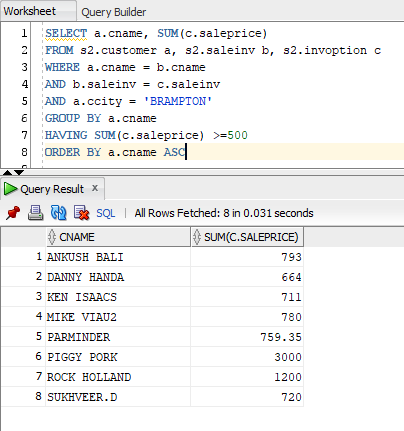 Worksheet Query Builder
1 SELECT a.cname, SUM(c.saleprice)
2 FROM s2.customer a, s2.saleinv b, s2.invoption c
3 WHERE a.cname = b.cname
4 AND b.saleinv = c.saleinv
5 AND a.ccity = 'BRAMPTON'
6 GROUP BY a.cname
7 HAVING SUM(c.saleprice) >=500
8 ORDER BY a.cname ASC
Query Result x
SQL | All Rows Fetched: 8 in 0.031 seconds
CNAME SUM(C.SALEPRICE)
1 ANKUSH BALI 793
2 DANNY HANDA 664
3 KEN ISAACS 711
4 MIKE VIAU2 780
5 PARMINDER 759.35
6 PIGGY PORK 3000
7 ROCK HOLLAND 1200
8 SUKHVEER.D 720